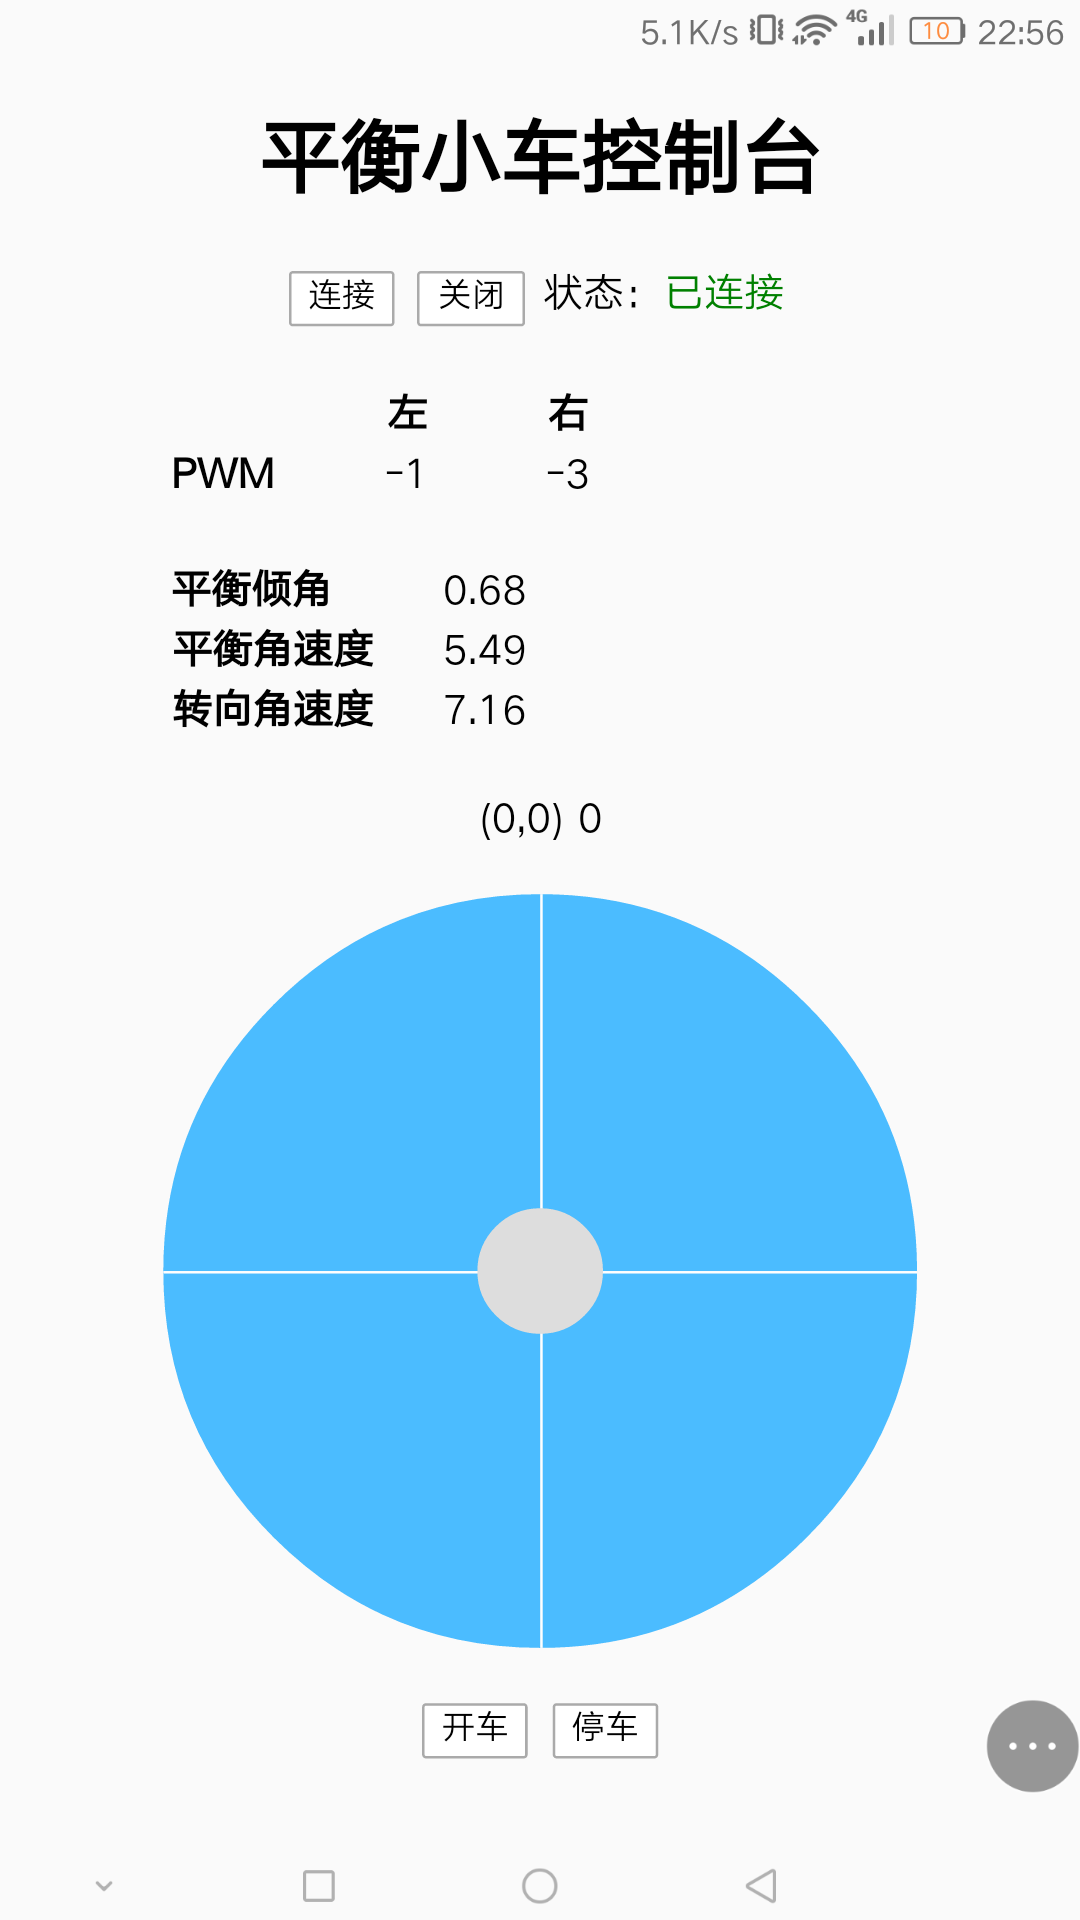 5.1K/s 4G 10 22:56
平衡小车控制台
连接 关闭 状态: 已连接
左 右
PWM -1 -3
平衡倾角 0.68
平衡角速度 5.49
转向角速度 7.16
(0,0) 0
开车 停车